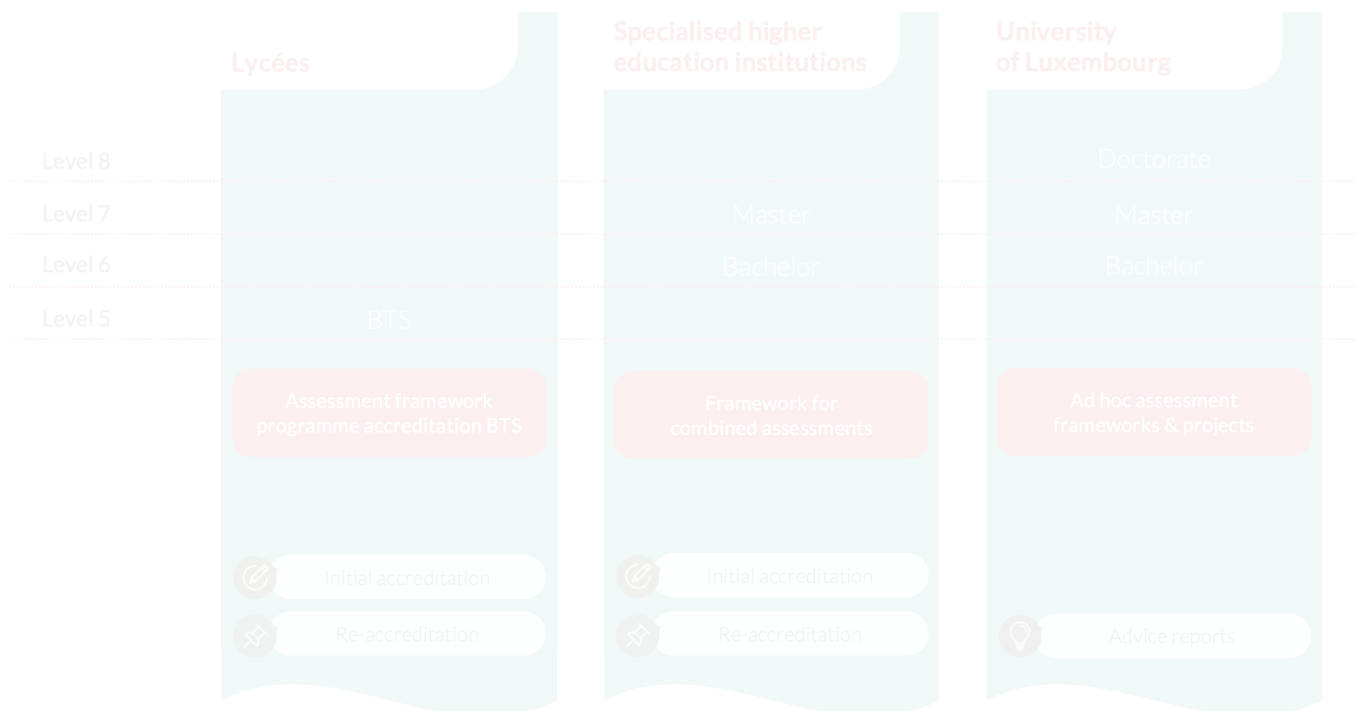 Lycées
Specialised higher
education institutions
University
of Luxembourg
Level 8
Doctorate
Level 7
Master
Master
Level 6
Bachelor
Bachelor
Level 5
BTS
Assessment framework
programme accreditation BTS
Framework for
combined assessments
Ad hoc assessment
frameworks & projects
Initial accreditation
Initial accreditation
Re-accreditation
Re-accreditation
Advice reports